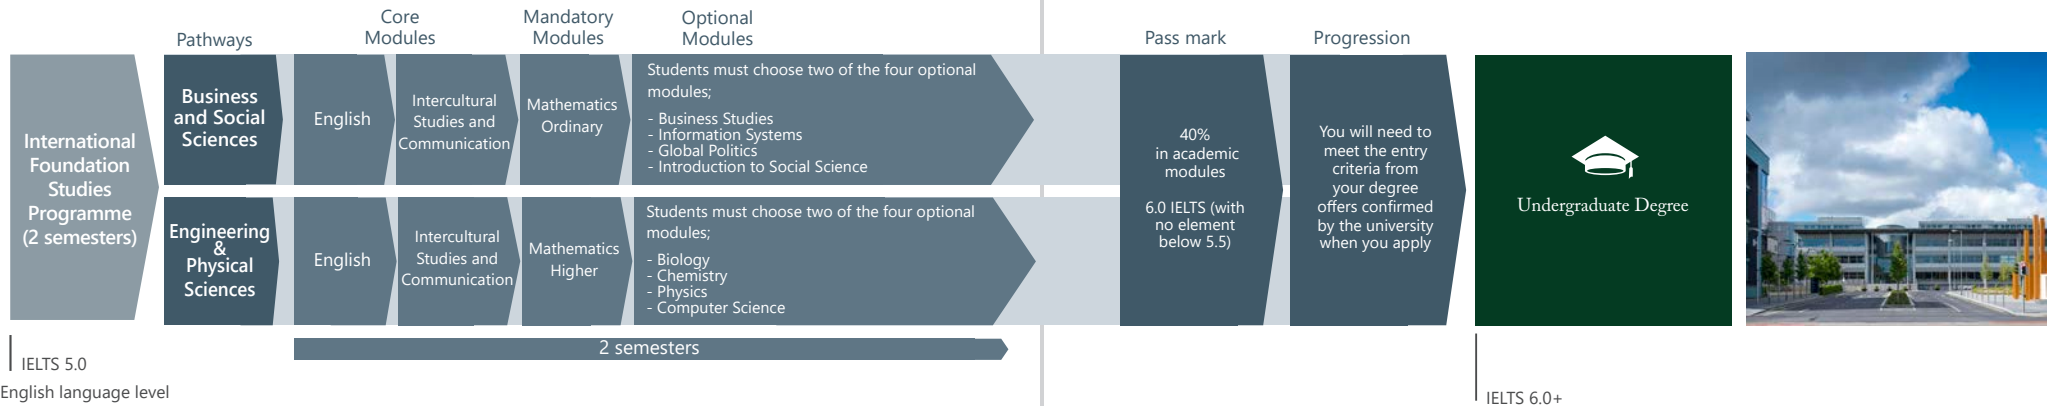 Pathways
Core
Modules
Mandatory
Modules
Optional
Modules
Pass mark
Progression
International
Foundation
Studies
Programme
(2 semesters)
Business
and Social
Sciences
English
Intercultural
Studies and
Communication
Mathematics
Ordinary
Students must choose two of the four optional
modules;
- Business Studies
- Information Systems
- Global Politics
- Introduction to Social Science
Engineering
&
Physical
Sciences
English
Intercultural
Studies and
Communication
Mathematics
Higher
Students must choose two of the four optional
modules;
- Biology
- Chemistry
- Physics
- Computer Science
40%
in academic
modules
6.0 IELTS (with
no element
below 5.5)
You will need to
meet the entry
criteria from
your degree
offers confirmed
by the university
when you apply
Undergraduate Degree
2 semesters
IELTS 5.0
English language level
IELTS 6.0+